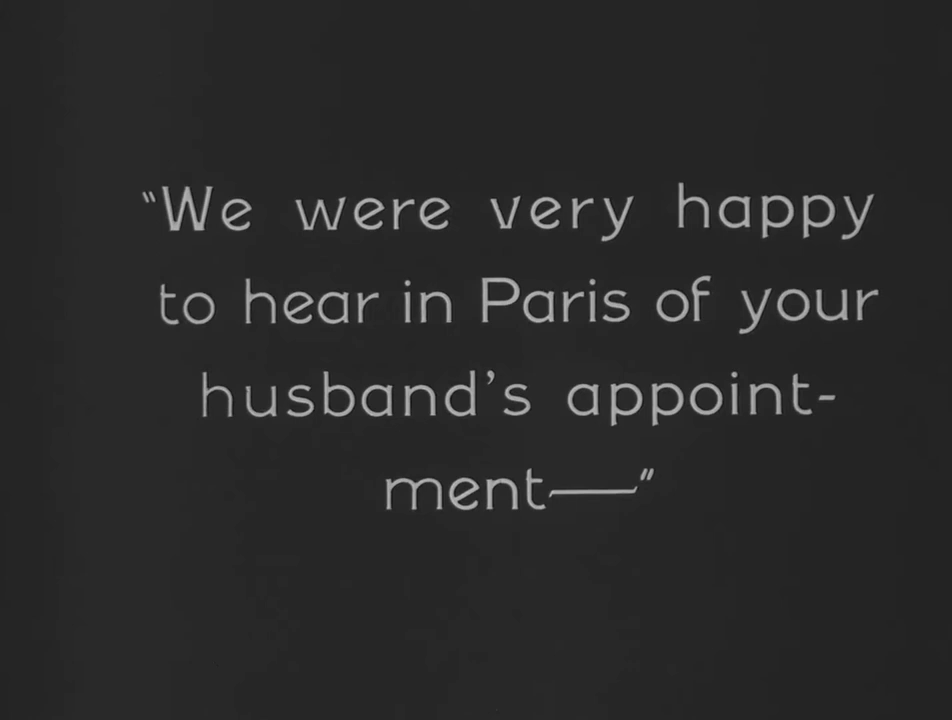 "We were very happy
to hear in Paris of your
husband's appoint-
ment——"